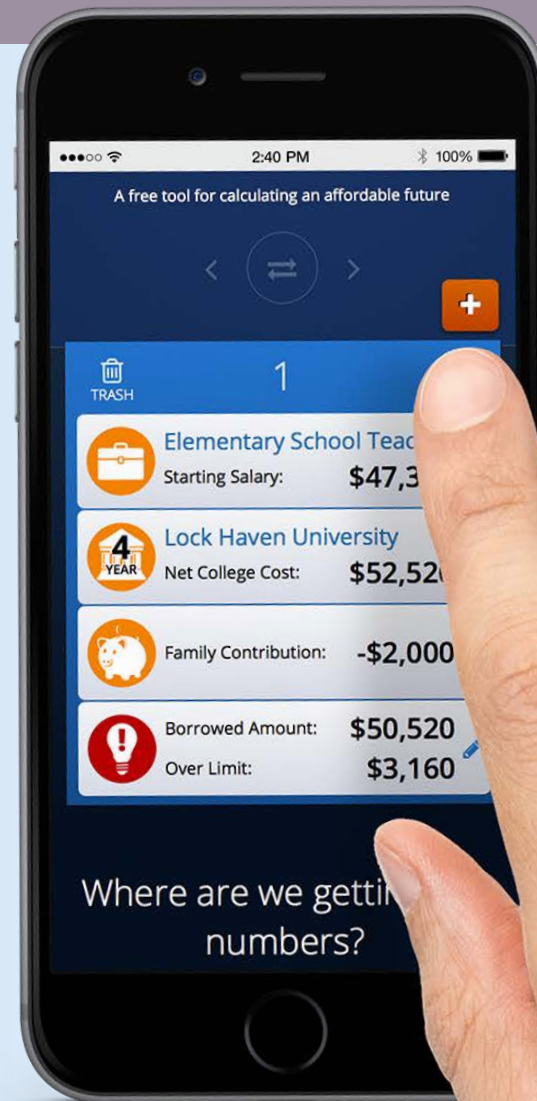 2:40 PM
100%
A free tool for calculating an affordable future
+
TRASH
1
Elementary School
Starting Salary:
Lock Haven University
4
YEAR
Net College Cost:
Family Contribution: -$2,000
Borrowed Amount: $50,520
Over Limit: $3,160
Where are we
numbers?